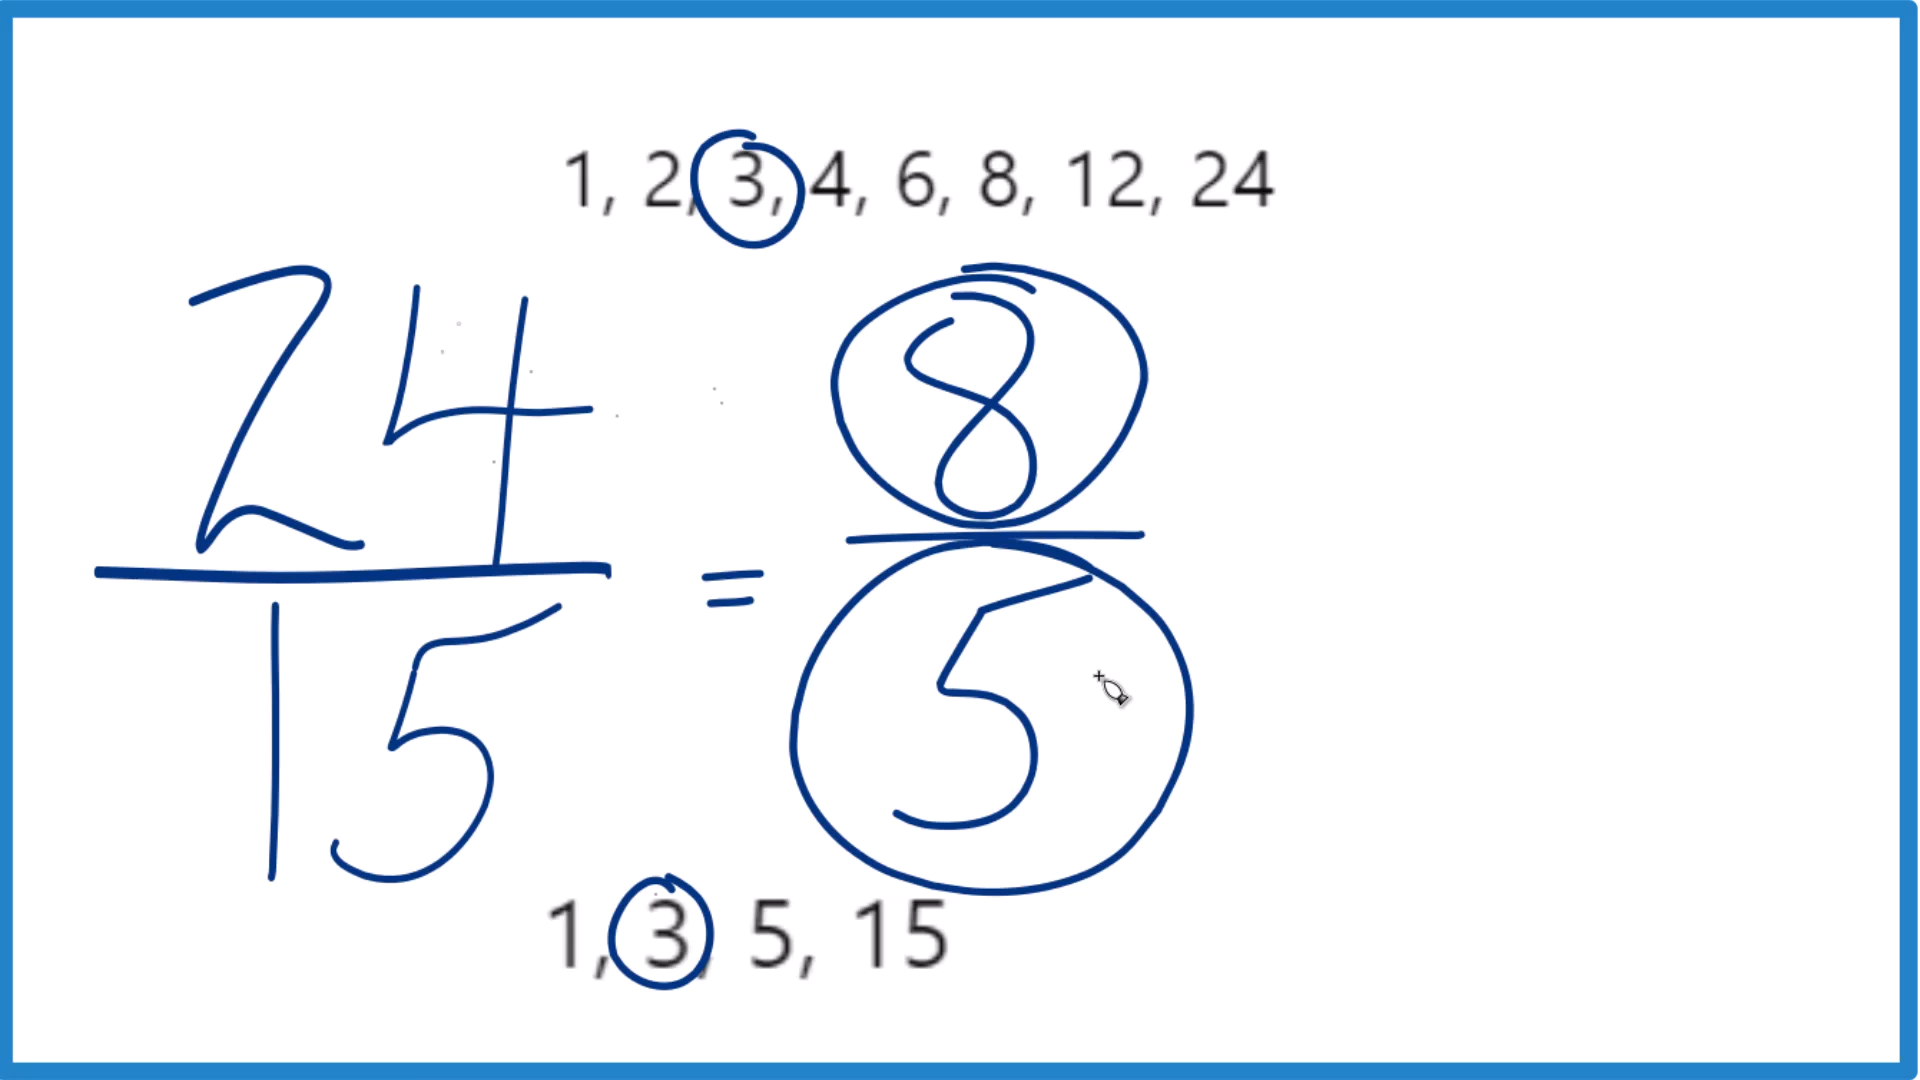 1, 2, 3, 4, 6, 8, 12, 24
24
15
=
8
5
1, 3, 5, 15